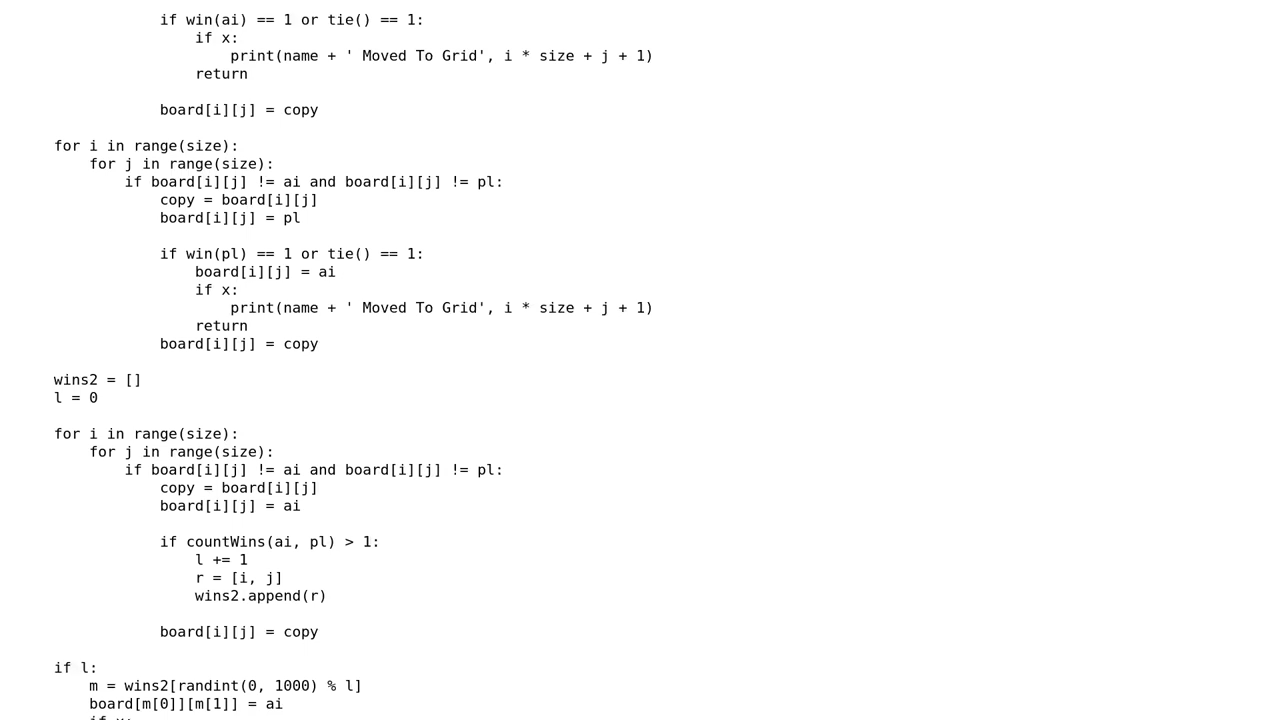 if win(ai) == 1 or tie() == 1:
if x:
print(name + ' Moved To Grid', i * size + j + 1)
return
board[i][j] = copy
for i in range(size):
for j in range(size):
if board[i][j] != ai and board[i][j] != pl:
copy = board[i][j]
board[i][j] = pl
if win(pl) == 1 or tie() == 1:
board[i][j] = ai
if x:
print(name + ' Moved To Grid', i * size + j + 1)
return
board[i][j] = copy
wins2 = []
l = 0
for i in range(size):
for j in range(size):
if board[i][j] != ai and board[i][j] != pl:
copy = board[i][j]
board[i][j] = ai
if countWins(ai, pl) > 1:
l += 1
r = [i, j]
wins2.append(r)
board[i][j] = copy
if l:
m = wins2[randint(0, 1000) % l]
board[m[0]][m[1]] = ai